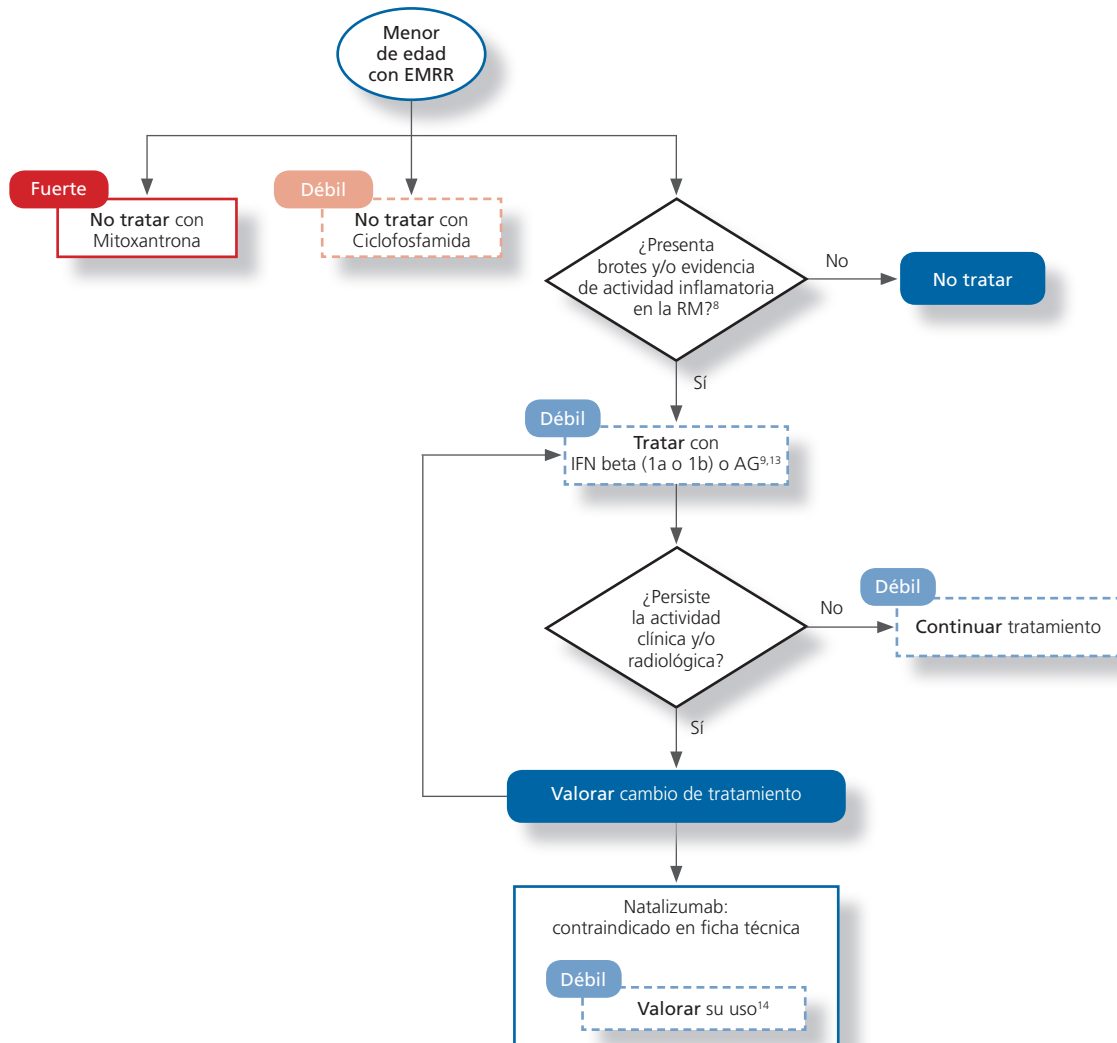 Menor
de edad
con EMRR
Fuerte
No tratar con
Mitoxantrona
Débil
No tratar con
Ciclofosfamida
¿Presenta
brotes y/o evidencia
de actividad inflamatoria
en la RM?⁸
No
No tratar
Sí
Débil
Tratar con
IFN beta (1a o 1b) o AG⁹,¹³
¿Persiste
la actividad
clínica y/o
radiológica?
No
Débil
Continuar tratamiento
Sí
Valorar cambio de tratamiento
Natalizumab:
contraindicado en ficha técnica
Débil
Valorar su uso¹⁴